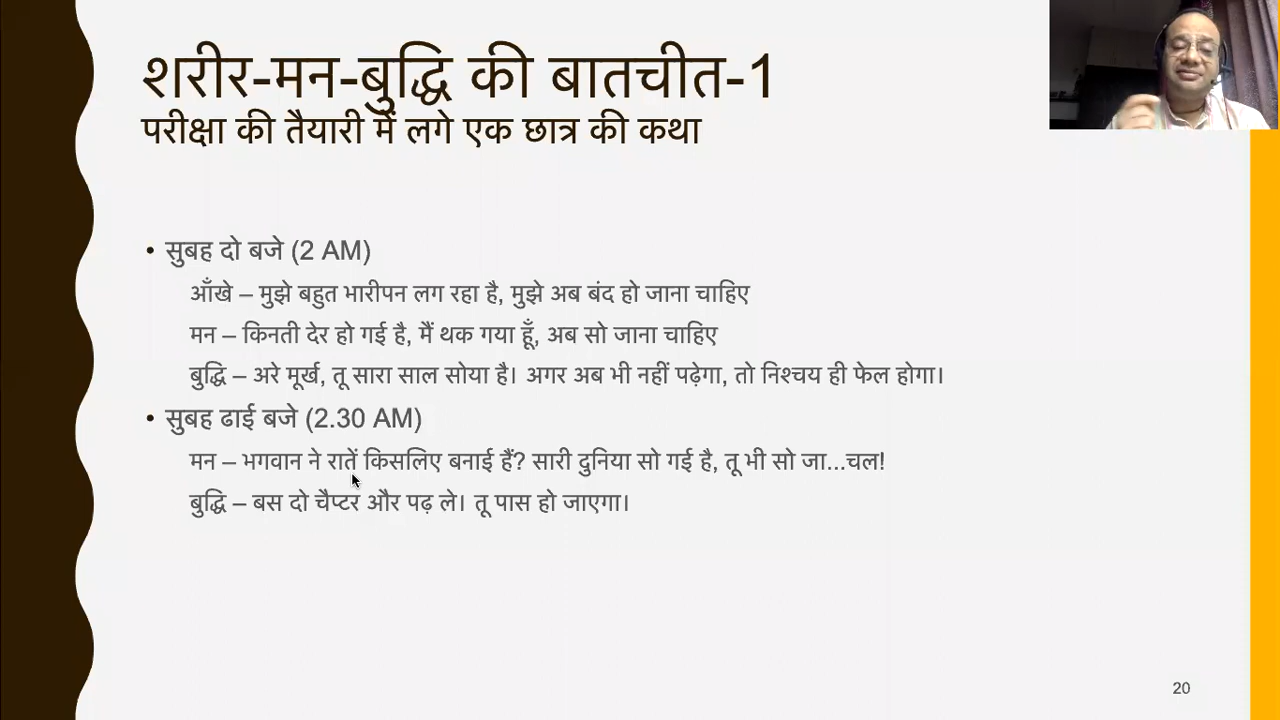 शरीर-मन-बुद्धि की बातचीत-1
परीक्षा की तैयारी में लगे एक छात्र की कथा
• सुबह दो बजे (2 AM)
आँखे – मुझे बहुत भारीपन लग रहा है, मुझे अब बंद हो जाना चाहिए
मन – किनती देर हो गई है, मैं थक गया हूँ, अब सो जाना चाहिए
बुद्धि – अरे मूर्ख, तू सारा साल सोया है। अगर अब भी नहीं पढ़ेगा, तो निश्चय ही फेल होगा।
• सुबह ढाई बजे (2.30 AM)
मन – भगवान ने रातें किसलिए बनाई हैं? सारी दुनिया सो गई है, तू भी सो जा...चल!
बुद्धि – बस दो चैप्टर और पढ़ ले। तू पास हो जाएगा।
20